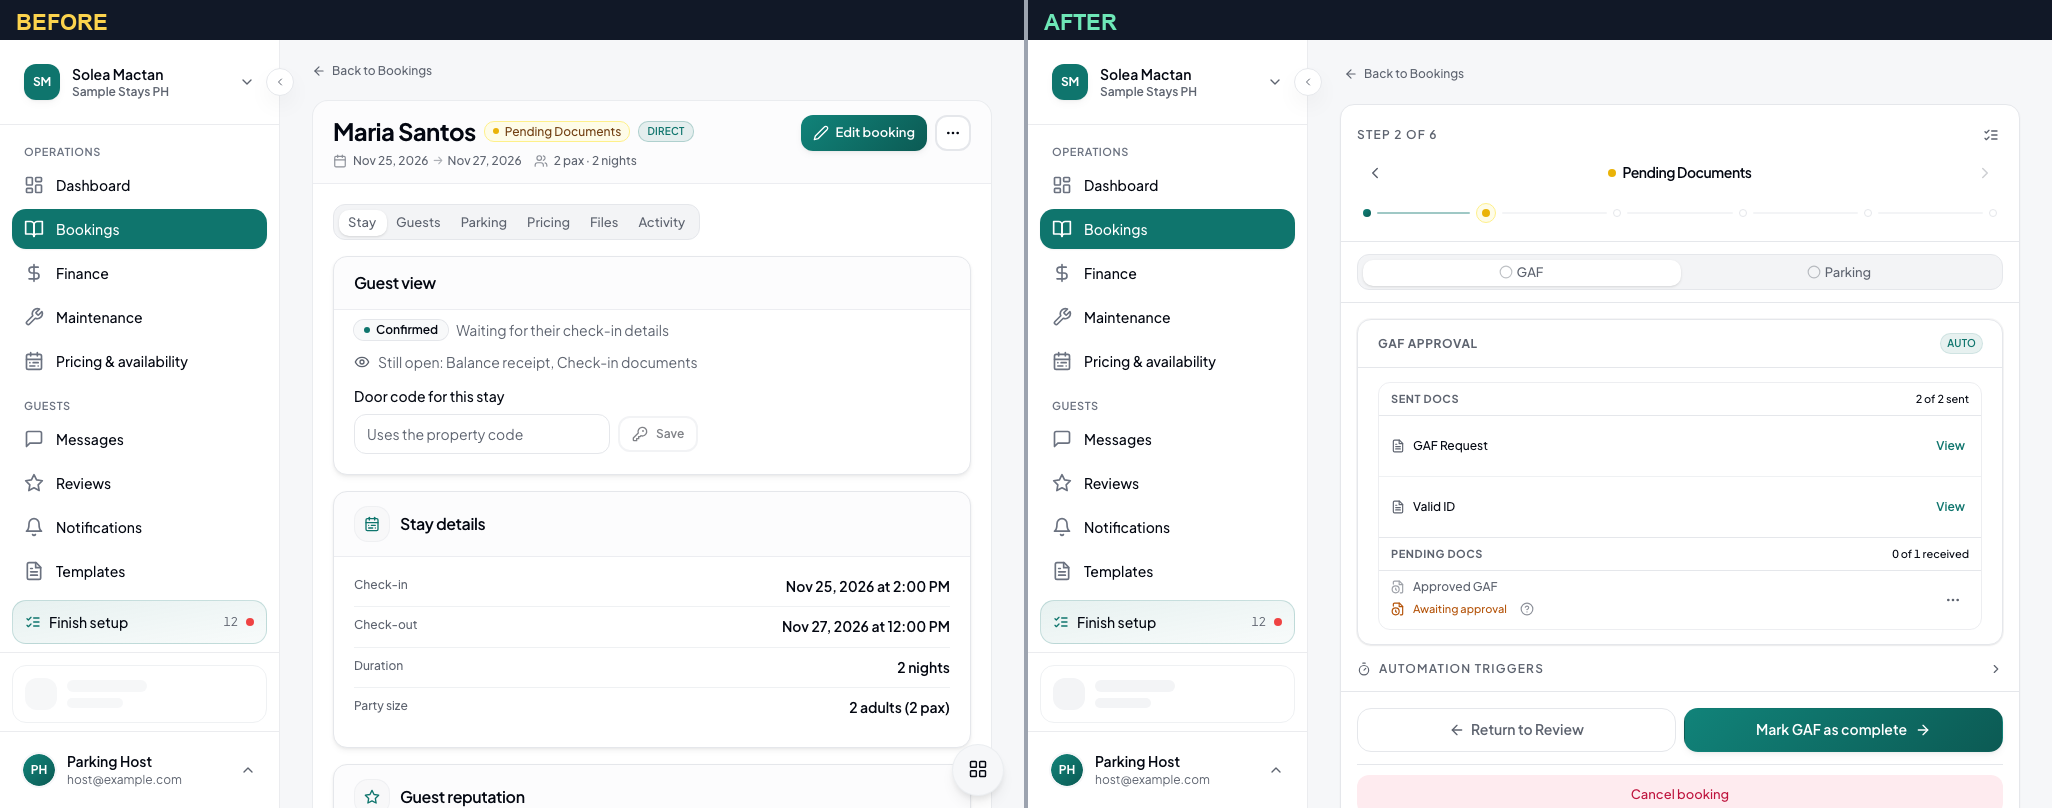 BEFORE
SM
Solea Mactan
Sample Stays PH
OPERATIONS
Dashboard
Bookings
Finance
Maintenance
Pricing & availability
GUESTS
Messages
Reviews
Notifications
Templates
Finish setup 12
PH
Parking Host
host@example.com
Back to Bookings
Maria Santos Pending Documents DIRECT
Edit booking
Nov 25, 2026 → Nov 27, 2026 2 pax · 2 nights
Stay Guests Parking Pricing Files Activity
Guest view
Confirmed Waiting for their check-in details
Still open: Balance receipt, Check-in documents
Door code for this stay
Uses the property code Save
Stay details
Check-in Nov 25, 2026 at 2:00 PM
Check-out Nov 27, 2026 at 12:00 PM
Duration 2 nights
Party size 2 adults (2 pax)
Guest reputation
AFTER
SM
Solea Mactan
Sample Stays PH
OPERATIONS
Dashboard
Bookings
Finance
Maintenance
Pricing & availability
GUESTS
Messages
Reviews
Notifications
Templates
Finish setup 12
PH
Parking Host
host@example.com
Back to Bookings
STEP 2 OF 6
Pending Documents
GAF Parking
GAF APPROVAL AUTO
SENT DOCS 2 of 2 sent
GAF Request View
Valid ID View
PENDING DOCS 0 of 1 received
Approved GAF
Awaiting approval
AUTOMATION TRIGGERS
Return to Review Mark GAF as complete
Cancel booking